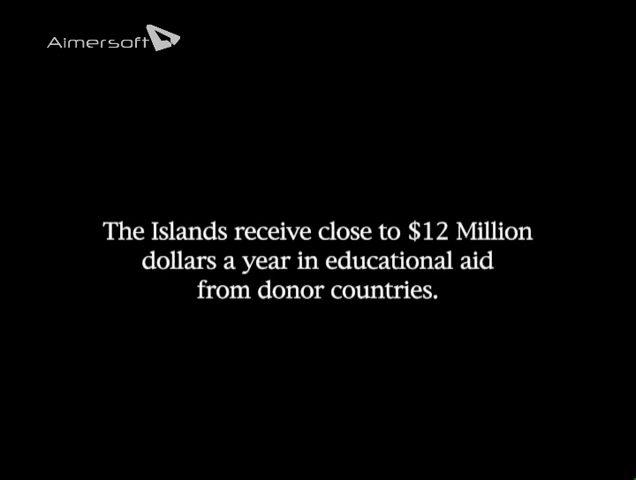 Aimersoft
The Islands receive close to $12 Million
dollars a year in educational aid
from donor countries.